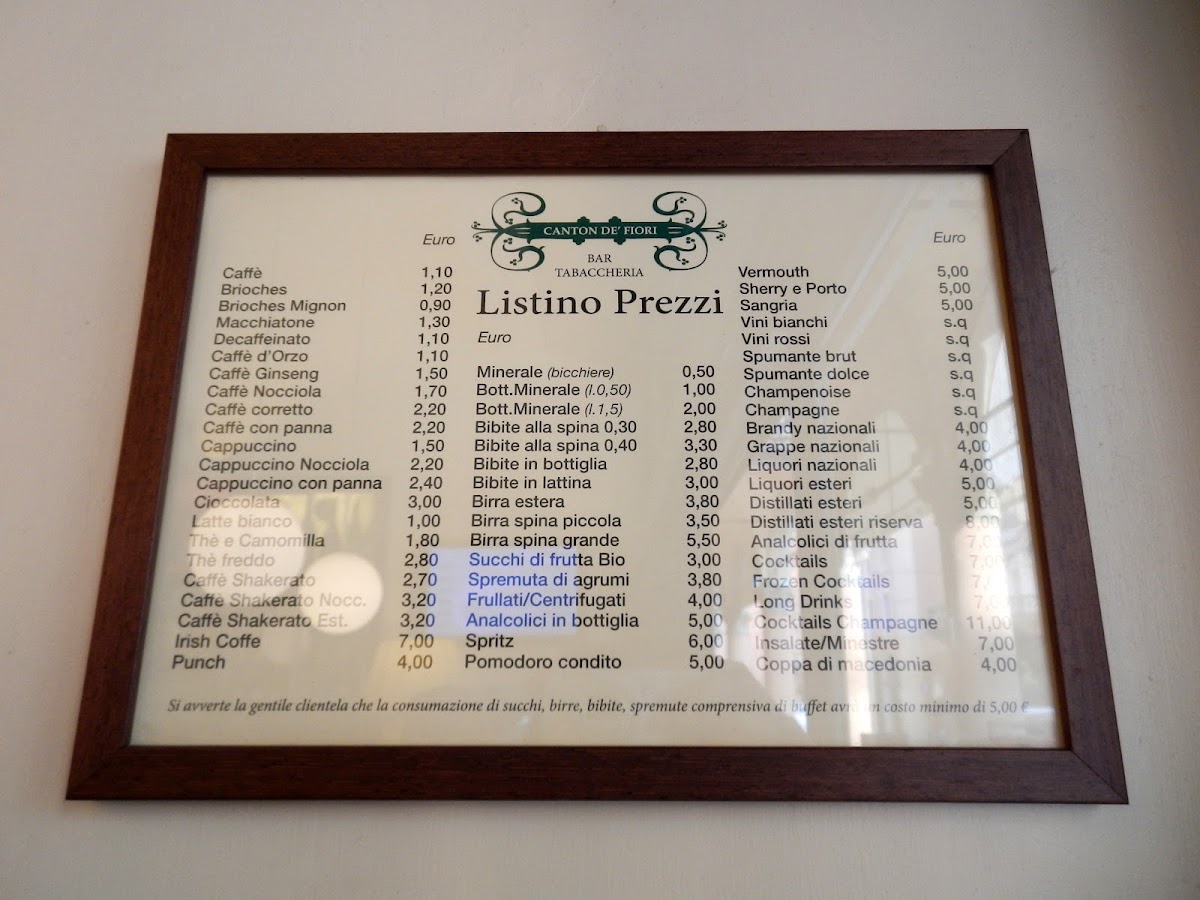 CANTON DE' FIORI
BAR
TABACCHERIA
Listino Prezzi
Euro
Caffè 1,10
Brioches 1,20
Brioches Mignon 0,90
Macchiatone 1,30
Decaffeinato 1,10
Caffè d'Orzo 1,10
Caffè Ginseng 1,50
Caffè Nocciola 1,70
Caffè corretto 2,20
Caffè con panna 2,20
Cappuccino 1,50
Cappuccino Nocciola 2,20
Cappuccino con panna 2,40
Cioccolata 3,00
Latte bianco 1,00
Thè e Camomilla 1,80
Thè freddo 2,80
Caffè Shakerato 2,70
Caffè Shakerato Nocc. 3,20
Caffè Shakerato Est. 3,20
Irish Coffe 7,00
Punch 4,00
Euro
Minerale (bicchiere) 0,50
Bott.Minerale (l.0,50) 1,00
Bott.Minerale (l.1,5) 2,00
Bibite alla spina 0,30 2,80
Bibite alla spina 0,40 3,30
Bibite in bottiglia 2,80
Bibite in lattina 3,00
Birra estera 3,80
Birra spina piccola 3,50
Birra spina grande 5,50
Succhi di frutta Bio 3,00
Spremuta di agrumi 3,80
Frullati/Centrifugati 4,00
Analcolici in bottiglia 5,00
Spritz 6,00
Pomodoro condito 5,00
Euro
Vermouth 5,00
Sherry e Porto 5,00
Sangria 5,00
Vini bianchi s.q
Vini rossi s.q
Spumante brut s.q
Spumante dolce s.q
Champenoise s.q
Champagne s.q
Brandy nazionali 4,00
Grappe nazionali 4,00
Liquori nazionali 4,00
Liquori esteri 5,00
Distillati esteri 5,00
Distillati esteri riserva 8,00
Analcolici di frutta 7,00
Cocktails 7,00
Frozen Cocktails
Long Drinks 7,00
Cocktails Champagne 11,00
Insalate/Minestre 7,00
Coppa di macedonia 4,00
Si avverte la gentile clientela che la consumazione di succhi, birre, bibite, spremute comprensiva di buffet avrà un costo minimo di 5,00 €